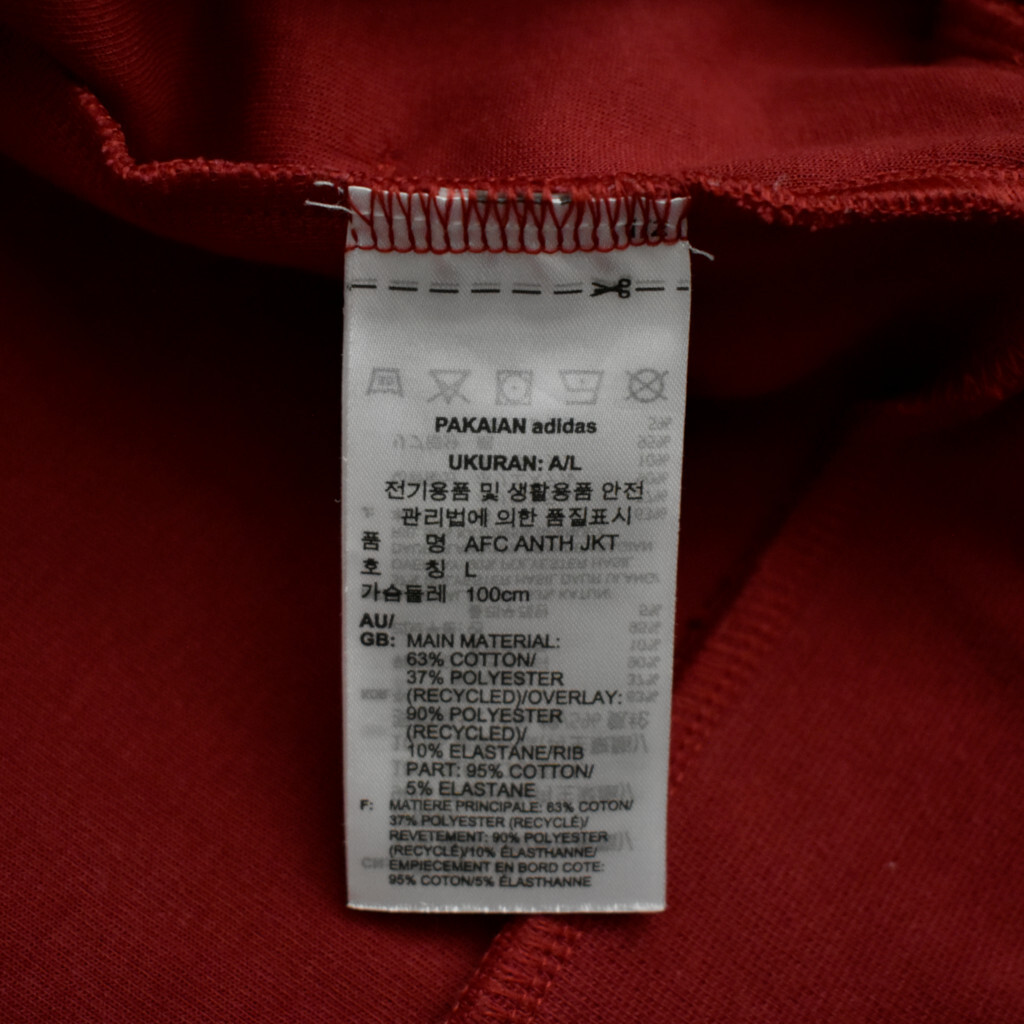 PAKAIAN adidas
UKURAN: A/L
전기용품 및 생활용품 안전
관리법에 의한 품질표시
품 명 AFC ANTH JKT
호 칭 L
가슴둘레 100cm
AU/
GB: MAIN MATERIAL:
63% COTTON/
37% POLYESTER
(RECYCLED)/OVERLAY:
90% POLYESTER
(RECYCLED)/
10% ELASTANE/RIB
PART: 95% COTTON/
5% ELASTANE
F: MATIERE PRINCIPALE: 63% COTON/
37% POLYESTER (RECYCLÉ)/
REVETEMENT: 90% POLYESTER
(RECYCLÉ)/10% ÉLASTHANNE/
EMPIECEMENT EN BORD COTE:
95% COTON/5% ÉLASTHANNE